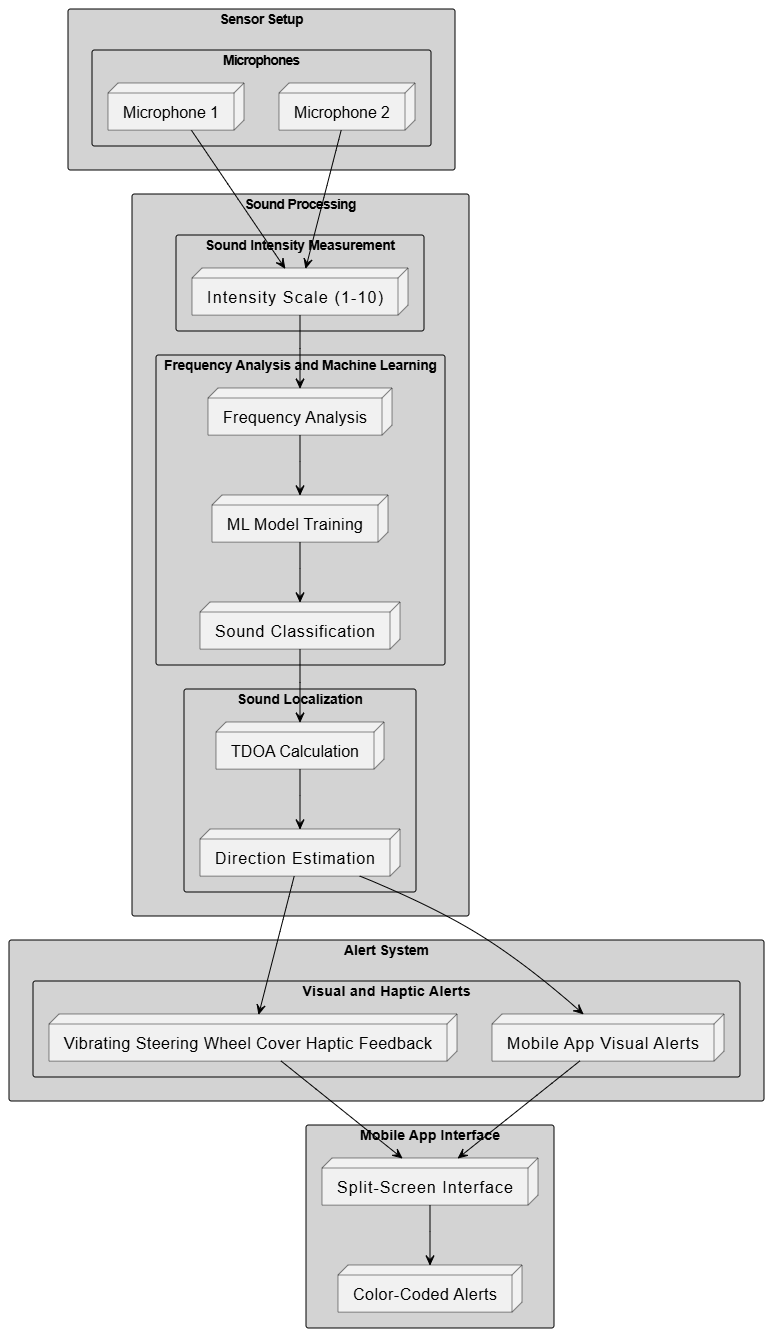 Sensor Setup
Microphones
Microphone 1
Microphone 2
Sound Processing
Sound Intensity Measurement
Intensity Scale (1-10)
Frequency Analysis and Machine Learning
Frequency Analysis
ML Model Training
Sound Classification
Sound Localization
TDOA Calculation
Direction Estimation
Alert System
Visual and Haptic Alerts
Vibrating Steering Wheel Cover Haptic Feedback
Mobile App Visual Alerts
Mobile App Interface
Split-Screen Interface
Color-Coded Alerts